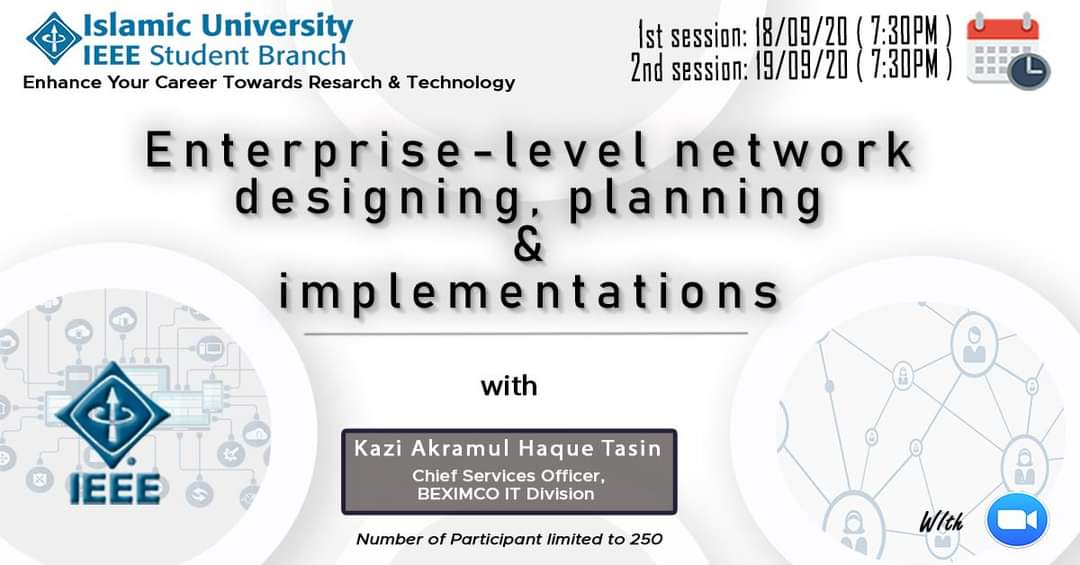 Islamic University
IEEE Student Branch
Enhance Your Career Towards Resarch & Technology
1st session: 18/09/20 ( 7:30PM )
2nd session: 19/09/20 ( 7:30PM )
Enterprise-level network
designing, planning
&
implementations
with
Kazi Akramul Haque Tasin
Chief Services Officer,
BEXIMCO IT Division
Number of Participant limited to 250
IEEE
With